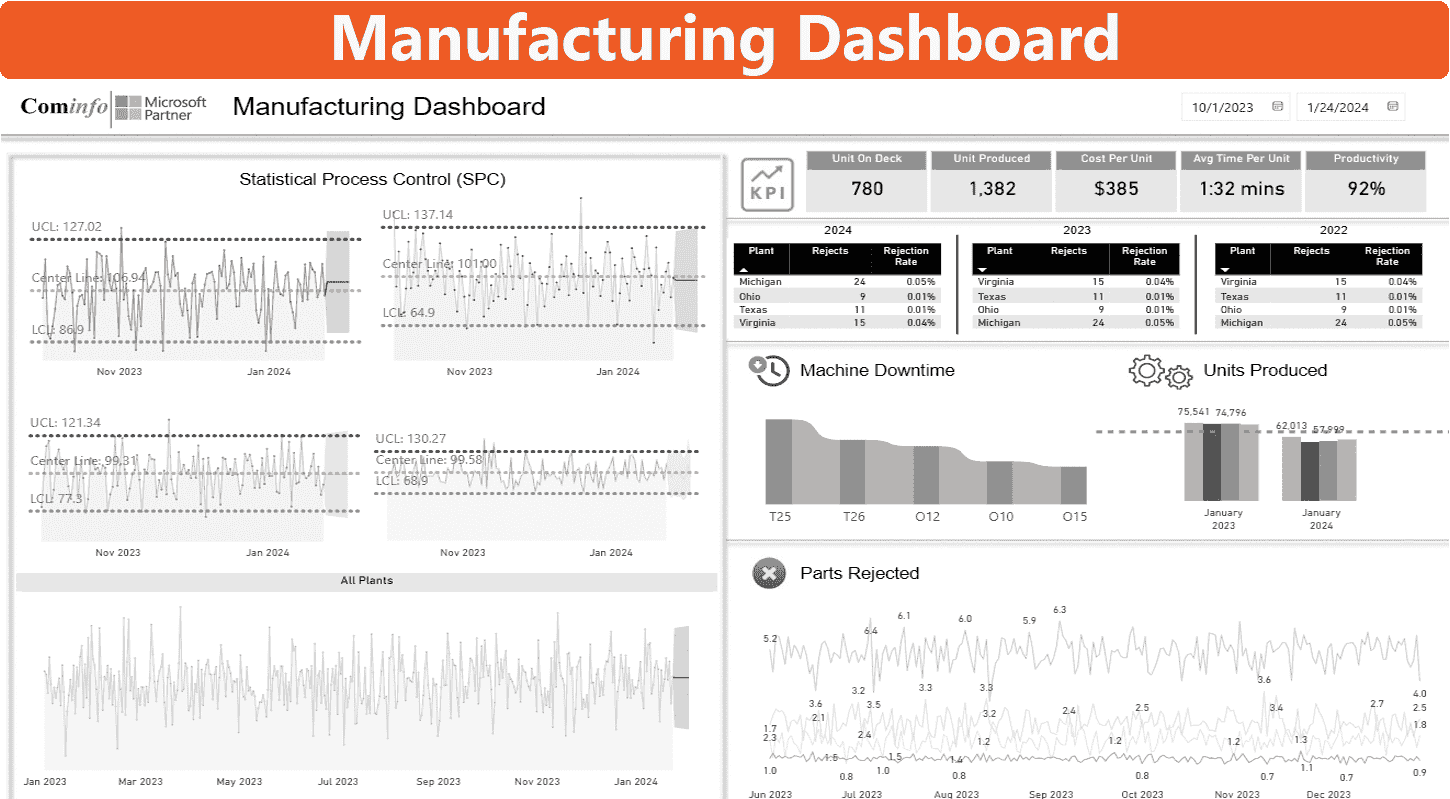 Manufacturing Dashboard
Cominfo
Microsoft
Partner
Manufacturing Dashboard
10/1/2023
1/24/2024
Statistical Process Control (SPC)
UCL: 127.02
Center Line: 106.94
LCL: 86.9
Nov 2023 Jan 2024
UCL: 137.14
Center Line: 101.00
LCL: 64.9
Nov 2023 Jan 2024
UCL: 121.34
Center Line: 99.31
LCL: 77.3
Nov 2023 Jan 2024
UCL: 130.27
Center Line: 99.58
LCL: 68.9
Nov 2023 Jan 2024
All Plants
Jan 2023 Mar 2023 May 2023 Jul 2023 Sep 2023 Nov 2023 Jan 2024
KPI
Unit On Deck Unit Produced Cost Per Unit Avg Time Per Unit Productivity
780 1,382 $385 1:32 mins 92%
2024
Plant Rejects Rejection
Rate
Michigan 24 0.05%
Ohio 9 0.01%
Texas 11 0.01%
Virginia 15 0.04%
2023
Plant Rejects Rejection
Rate
Virginia 15 0.04%
Texas 11 0.01%
Ohio 9 0.01%
Michigan 24 0.05%
2022
Plant Rejects Rejection
Rate
Virginia 15 0.04%
Texas 11 0.01%
Ohio 9 0.01%
Michigan 24 0.05%
Machine Downtime
T25 T26 O12 O10 O15
Units Produced
75,541 74,796
62,013 57,999
January January
2023 2024
Parts Rejected
6.3
6.1 6.0 5.9
6.4
5.2
3.6
3.2 3.3 3.3
4.0
3.6 3.5 2.7
3.4 2.5
2.5
2.4
3.2
2.1
1.8
1.7
2.4
2.3
1.2 1.2 1.2 1.3
1.5 1.5 1.4
1.1
1.0 1.0 0.9
0.8 0.8 0.8 0.7 0.7
Jun 2023 Jul 2023 Aug 2023 Sep 2023 Oct 2023 Nov 2023 Dec 2023